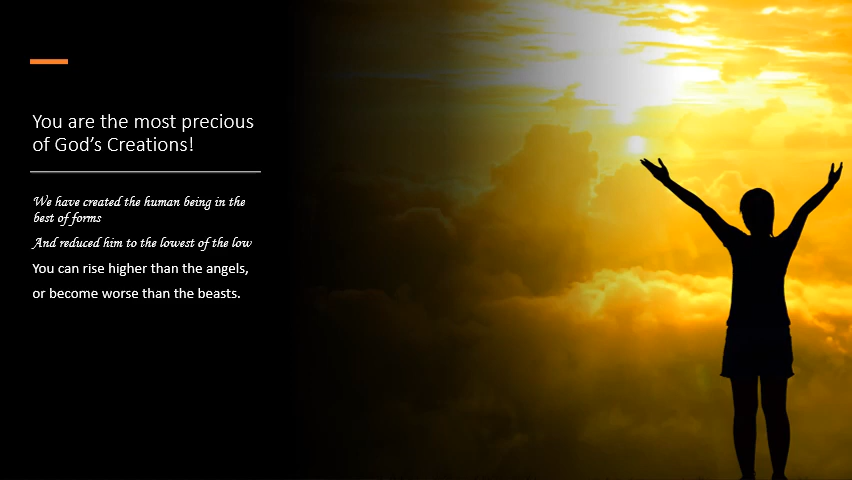 You are the most precious
of God's Creations!
We have created the human being in the
best of forms
And reduced him to the lowest of the low
You can rise higher than the angels,
or become worse than the beasts.